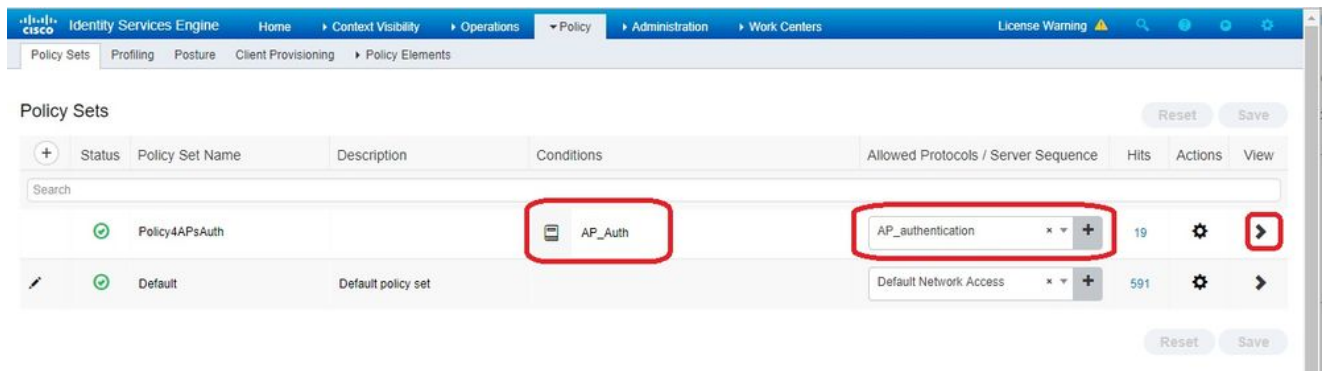 cisco Identity Services Engine Home Context Visibility Operations Policy Administration Work Centers License Warning
Policy Sets Profiling Posture Client Provisioning Policy Elements
Policy Sets
Reset Save
+ Status Policy Set Name Description Conditions Allowed Protocols / Server Sequence Hits Actions View
Search
Policy4APsAuth AP_Auth AP_authentication × + 19
Default Default policy set Default Network Access × + 591
Reset Save